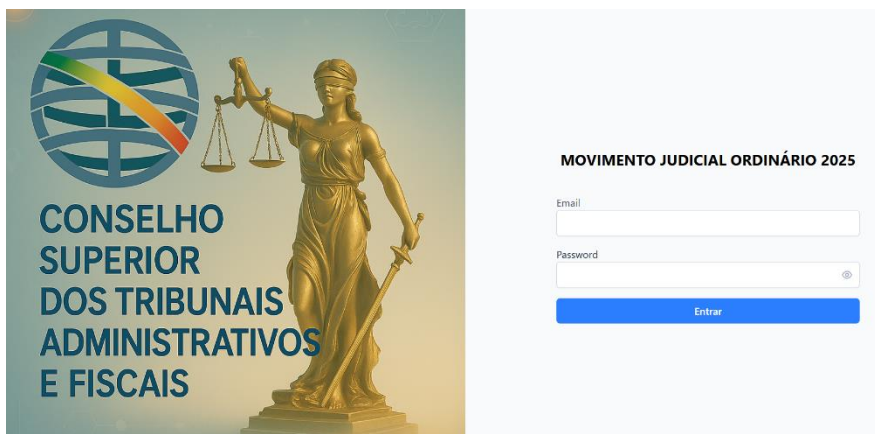 CONSELHO
SUPERIOR
DOS TRIBUNAIS
ADMINISTRATIVOS
E FISCAIS
MOVIMENTO JUDICIAL ORDINÁRIO 2025
Email
Password
Entrar